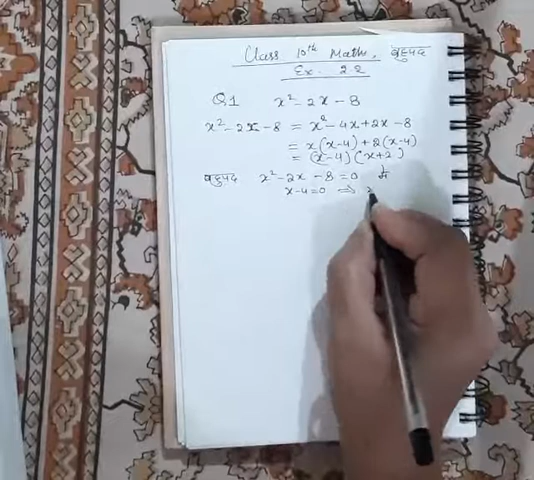 Class 10th Math, बहुपद
Ex. 2.2
Q1 x² - 2x - 8
x² - 2x - 8 = x² - 4x + 2x - 8
= x(x-4) + 2(x-4)
= (x-4) (x+2)
बहुपद x² - 2x - 8 = 0 में
x-4=0 ⇒ x